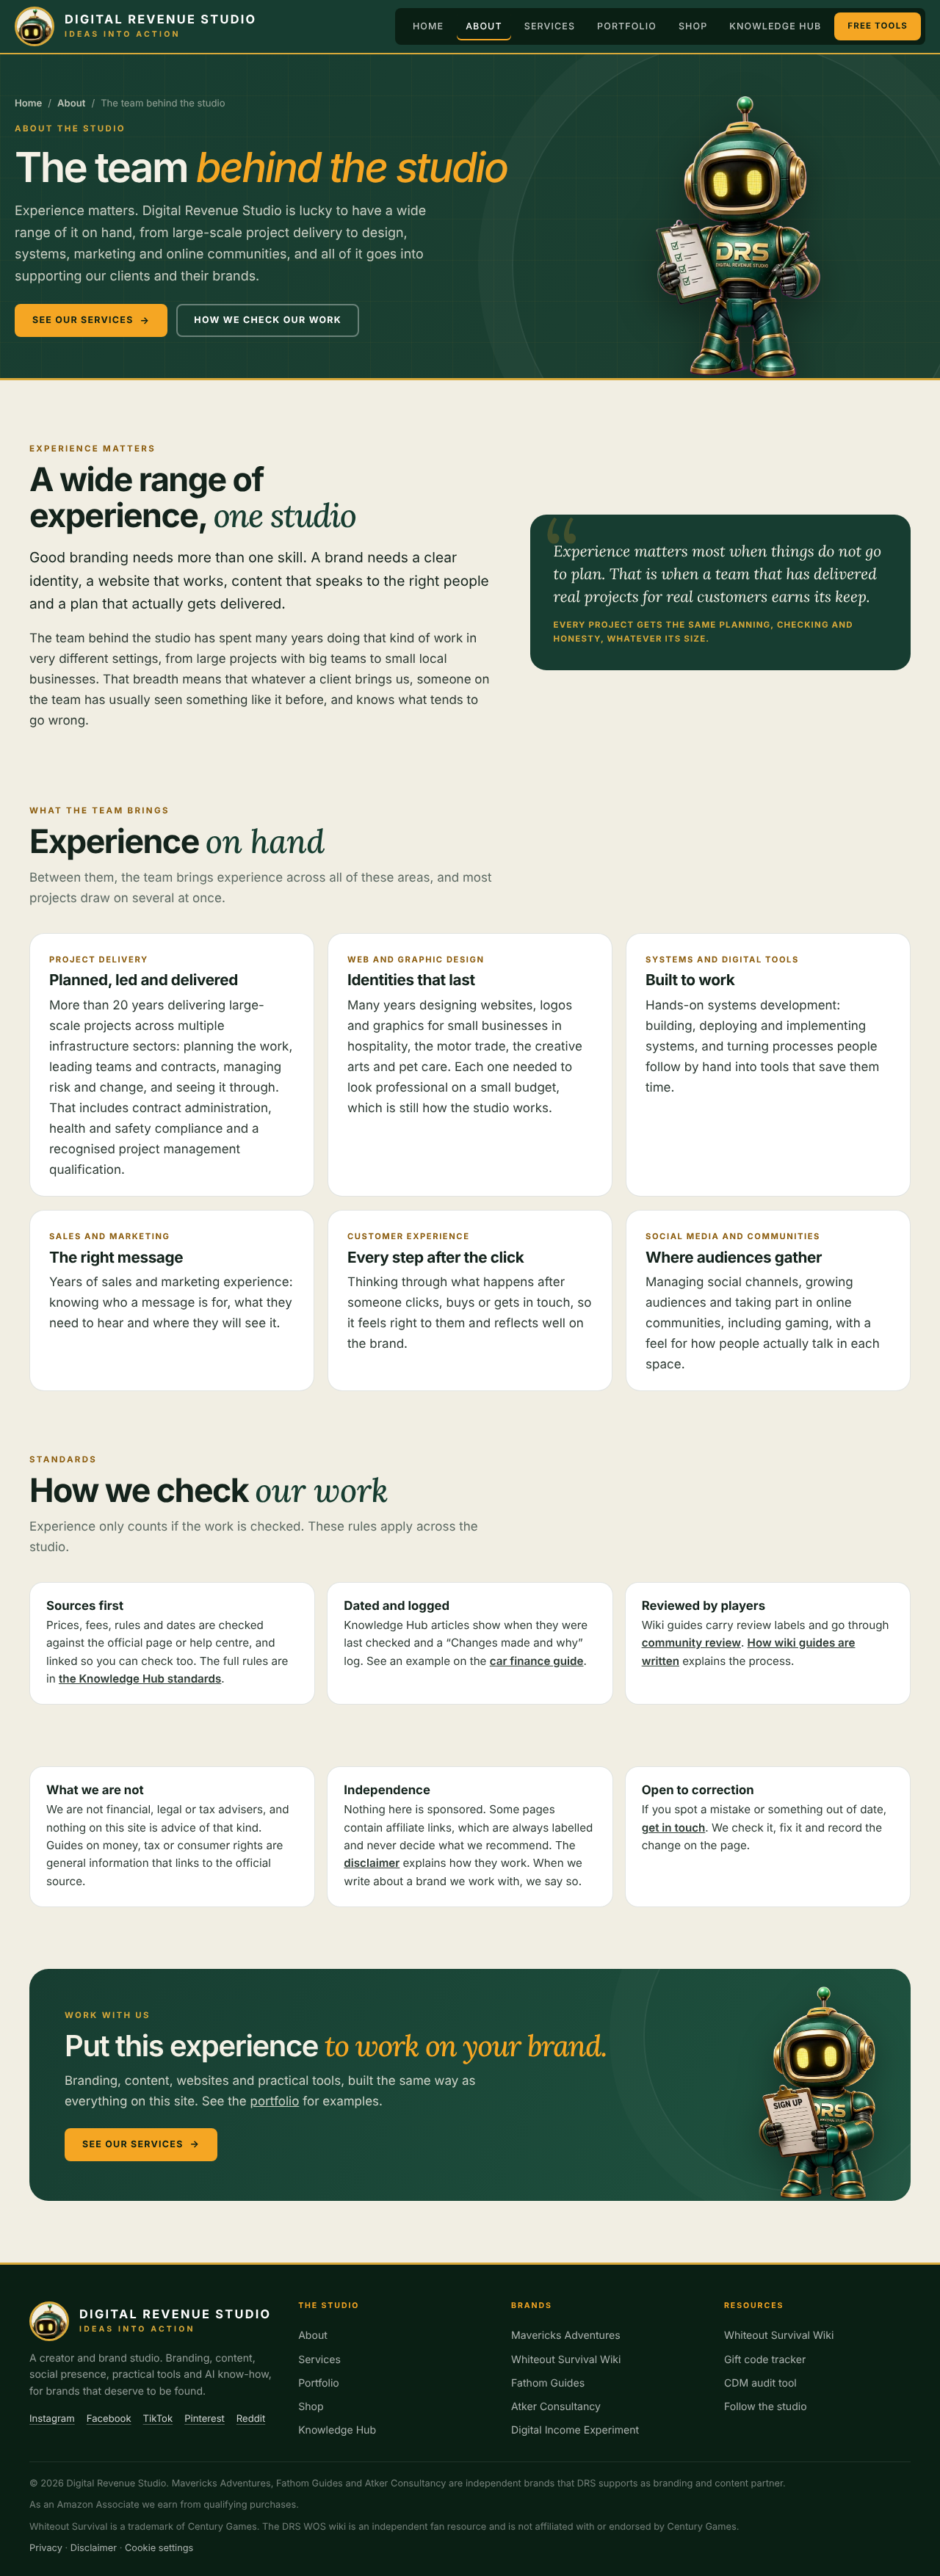 DIGITAL REVENUE STUDIO
IDEAS INTO ACTION
HOME ABOUT SERVICES PORTFOLIO SHOP KNOWLEDGE HUB FREE TOOLS
Home / About / The team behind the studio
ABOUT THE STUDIO
The team behind the studio
Experience matters. Digital Revenue Studio is lucky to have a wide
range of it on hand, from large-scale project delivery to design,
systems, marketing and online communities, and all of it goes into
supporting our clients and their brands.
SEE OUR SERVICES →
HOW WE CHECK OUR WORK
DRS
DIGITAL REVENUE STUDIO
EXPERIENCE MATTERS
A wide range of
experience, one studio
Good branding needs more than one skill. A brand needs a clear
identity, a website that works, content that speaks to the right people
and a plan that actually gets delivered.
The team behind the studio has spent many years doing that kind of work in
very different settings, from large projects with big teams to small local
businesses. That breadth means that whatever a client brings us, someone on
the team has usually seen something like it before, and knows what tends to
go wrong.
“
Experience matters most when things do not go
to plan. That is when a team that has delivered
real projects for real customers earns its keep.
EVERY PROJECT GETS THE SAME PLANNING, CHECKING AND
HONESTY, WHATEVER ITS SIZE.
WHAT THE TEAM BRINGS
Experience on hand
Between them, the team brings experience across all of these areas, and most
projects draw on several at once.
PROJECT DELIVERY
Planned, led and delivered
More than 20 years delivering large-
scale projects across multiple
infrastructure sectors: planning the work,
leading teams and contracts, managing
risk and change, and seeing it through.
That includes contract administration,
health and safety compliance and a
recognised project management
qualification.
WEB AND GRAPHIC DESIGN
Identities that last
Many years designing websites, logos
and graphics for small businesses in
hospitality, the motor trade, the creative
arts and pet care. Each one needed to
look professional on a small budget,
which is still how the studio works.
SYSTEMS AND DIGITAL TOOLS
Built to work
Hands-on systems development:
building, deploying and implementing
systems, and turning processes people
follow by hand into tools that save them
time.
SALES AND MARKETING
The right message
Years of sales and marketing experience:
knowing who a message is for, what they
need to hear and where they will see it.
CUSTOMER EXPERIENCE
Every step after the click
Thinking through what happens after
someone clicks, buys or gets in touch, so
it feels right to them and reflects well on
the brand.
SOCIAL MEDIA AND COMMUNITIES
Where audiences gather
Managing social channels, growing
audiences and taking part in online
communities, including gaming, with a
feel for how people actually talk in each
space.
STANDARDS
How we check our work
Experience only counts if the work is checked. These rules apply across the
studio.
Sources first
Prices, fees, rules and dates are checked
against the official page or help centre, and
linked so you can check too. The full rules are
in the Knowledge Hub standards.
Dated and logged
Knowledge Hub articles show when they were
last checked and a “Changes made and why”
log. See an example on the car finance guide.
Reviewed by players
Wiki guides carry review labels and go through
community review. How wiki guides are
written explains the process.
What we are not
We are not financial, legal or tax advisers, and
nothing on this site is advice of that kind.
Guides on money, tax or consumer rights are
general information that links to the official
source.
Independence
Nothing here is sponsored. Some pages
contain affiliate links, which are always labelled
and never decide what we recommend. The
disclaimer explains how they work. When we
write about a brand we work with, we say so.
Open to correction
If you spot a mistake or something out of date,
get in touch. We check it, fix it and record the
change on the page.
WORK WITH US
Put this experience to work on your brand.
Branding, content, websites and practical tools, built the same way as
everything on this site. See the portfolio for examples.
SEE OUR SERVICES →
SIGN UP
DRS
DIGITAL REVENUE STUDIO
IDEAS INTO ACTION
A creator and brand studio. Branding, content,
social presence, practical tools and AI know-how,
for brands that deserve to be found.
Instagram Facebook TikTok Pinterest Reddit
THE STUDIO
About
Services
Portfolio
Shop
Knowledge Hub
BRANDS
Mavericks Adventures
Whiteout Survival Wiki
Fathom Guides
Atker Consultancy
Digital Income Experiment
RESOURCES
Whiteout Survival Wiki
Gift code tracker
CDM audit tool
Follow the studio
© 2026 Digital Revenue Studio. Mavericks Adventures, Fathom Guides and Atker Consultancy are independent brands that DRS supports as branding and content partner.
As an Amazon Associate we earn from qualifying purchases.
Whiteout Survival is a trademark of Century Games. The DRS WOS wiki is an independent fan resource and is not affiliated with or endorsed by Century Games.
Privacy · Disclaimer · Cookie settings